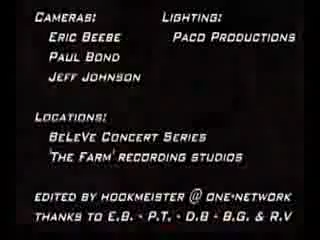 CAMERAS:
ERIC BEEBE
PAUL BOND
JEFF JOHNSON
LIGHTING:
PACO PRODUCTIONS
LOCATIONS:
BELEVE CONCERT SERIES
'THE FARM' RECORDING STUDIOS
EDITED BY HOOKMEISTER @ ONE•NETWORK
THANKS TO E.B. • P.T. • D.B • B.G. & R.V